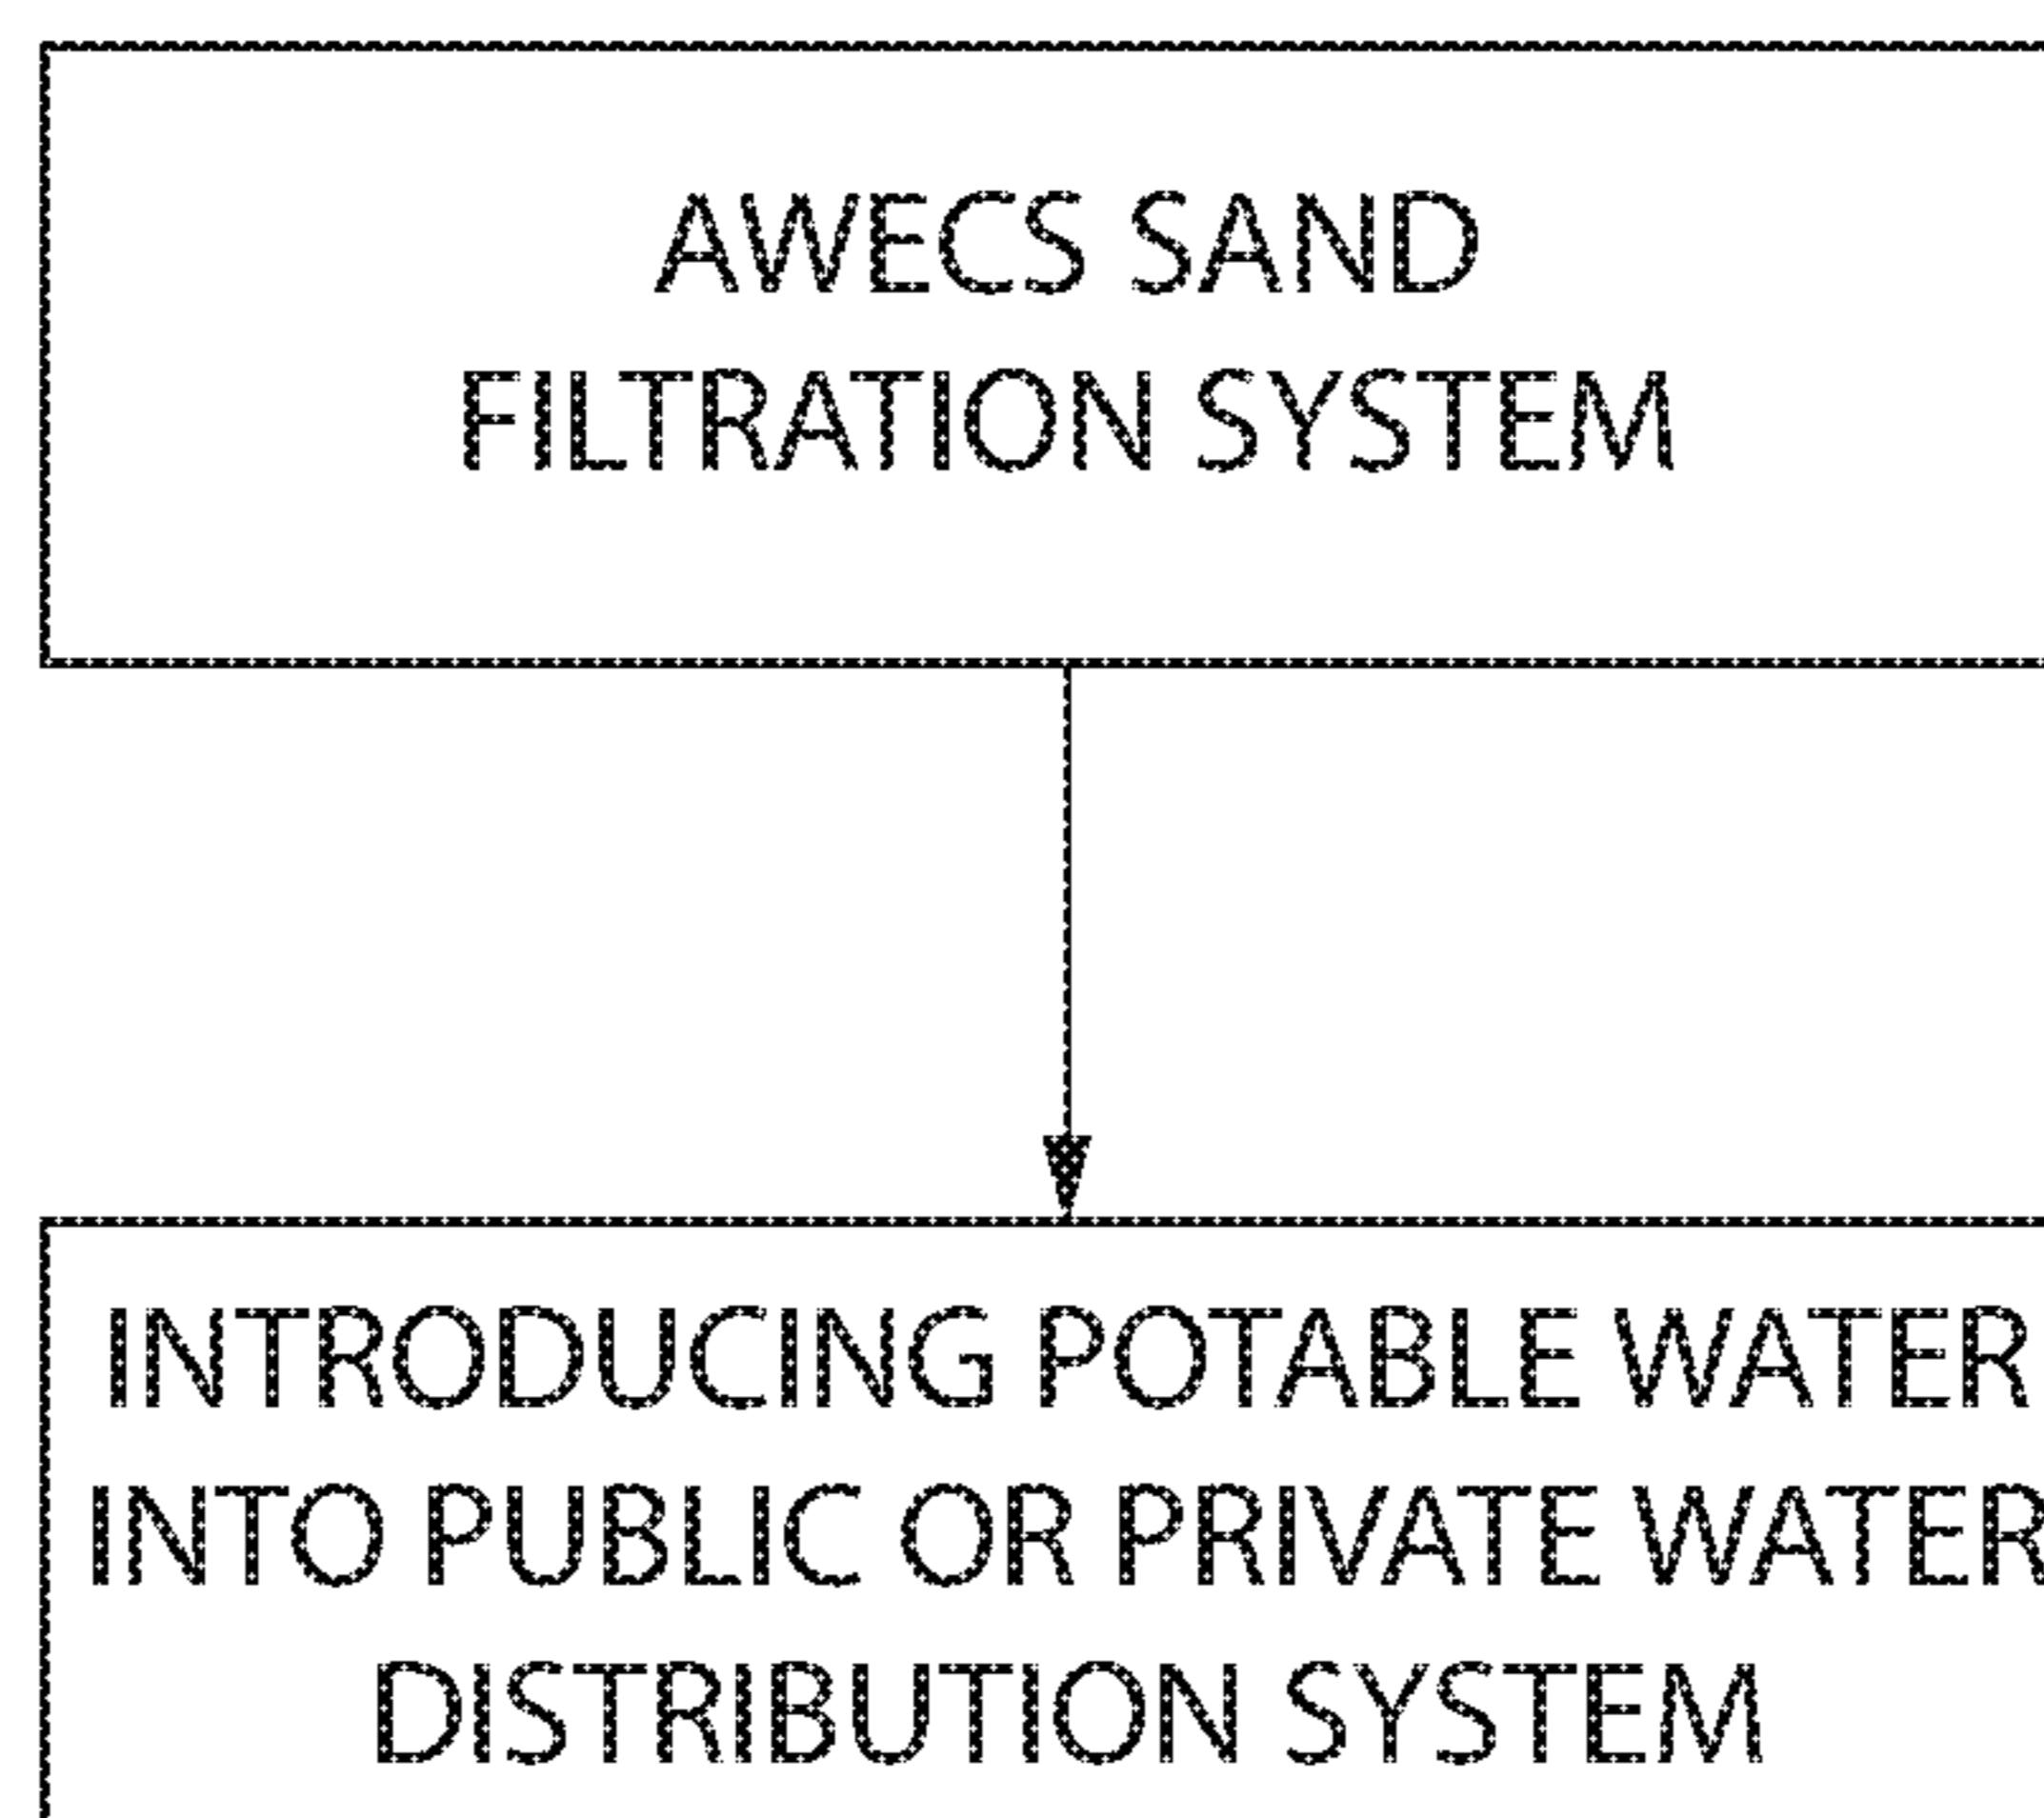 AWECS SAND
FILTRATION SYSTEM
INTRODUCING POTABLE WATER
INTO PUBLIC OR PRIVATE WATER
DISTRIBUTION SYSTEM